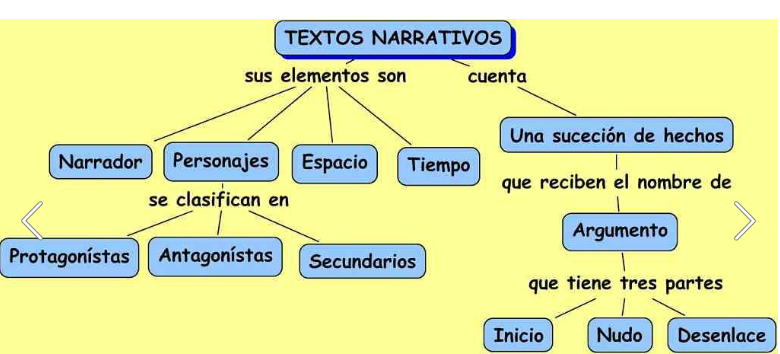 TEXTOS NARRATIVOS
sus elementos son
cuenta
Narrador
Personajes
Espacio
Tiempo
Una suceción de hechos
se clasifican en
que reciben el nombre de
Protagonístas
Antagonístas
Secundarios
Argumento
que tiene tres partes
Inicio
Nudo
Desenlace